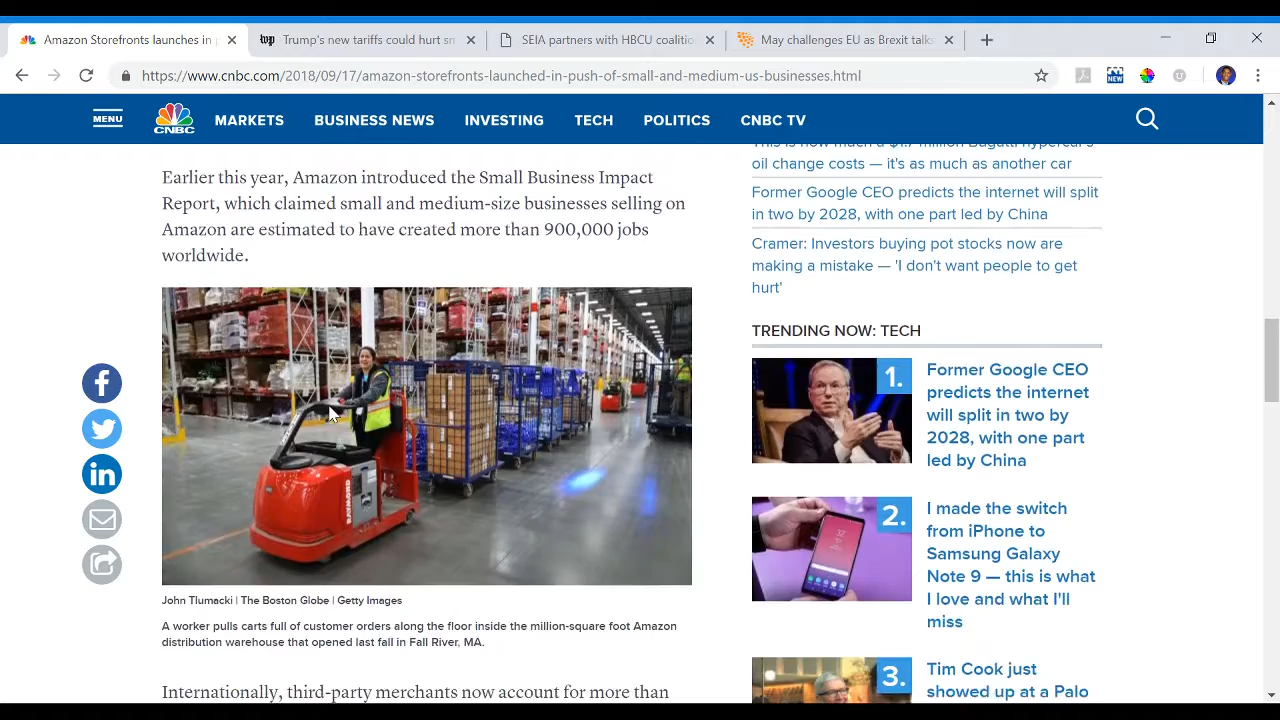 Amazon Storefronts launches in p
Trump's new tariffs could hurt sm
SEIA partners with HBCU coalitio
May challenges EU as Brexit talks
https://www.cnbc.com/2018/09/17/amazon-storefronts-launched-in-push-of-small-and-medium-us-businesses.html
NEW
MENU
CNBC
MARKETS
BUSINESS NEWS
INVESTING
TECH
POLITICS
CNBC TV
Earlier this year, Amazon introduced the Small Business Impact
Report, which claimed small and medium-size businesses selling on
Amazon are estimated to have created more than 900,000 jobs
worldwide.
RAYMOND
John Tlumacki | The Boston Globe | Getty Images
A worker pulls carts full of customer orders along the floor inside the million-square foot Amazon
distribution warehouse that opened last fall in Fall River, MA.
Internationally, third-party merchants now account for more than
This is how much a $1.7 million Bugatti hypercar's
oil change costs — it's as much as another car
Former Google CEO predicts the internet will split
in two by 2028, with one part led by China
Cramer: Investors buying pot stocks now are
making a mistake — 'I don't want people to get
hurt'
TRENDING NOW: TECH
1.
Former Google CEO
predicts the internet
will split in two by
2028, with one part
led by China
2.
I made the switch
from iPhone to
Samsung Galaxy
Note 9 — this is what
I love and what I'll
miss
3.
Tim Cook just
showed up at a Palo